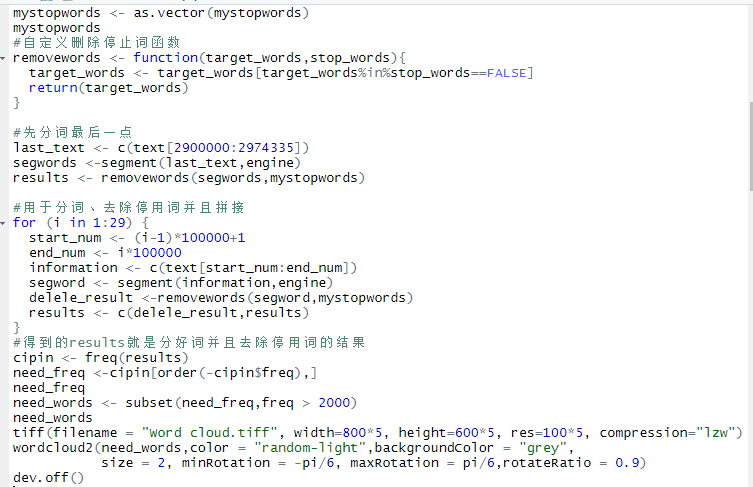 mystopwords <- as.vector(mystopwords)
mystopwords
#自定义删除停止词函数
removewords <- function(target_words,stop_words){
  target_words <- target_words[target_words%in%stop_words==FALSE]
  return(target_words)
}

#先分词最后一点
last_text <- c(text[2900000:2974335])
segwords <-segment(last_text,engine)
results <- removewords(segwords,mystopwords)

#用于分词、去除停用词并且拼接
for (i in 1:29) {
  start_num <- (i-1)*100000+1
  end_num <- i*100000
  information <- c(text[start_num:end_num])
  segword <- segment(information,engine)
  delele_result <-removewords(segword,mystopwords)
  results <- c(delele_result,results)
}
#得到的results就是分好词并且去除停用词的结果
cipin <- freq(results)
need_freq <-cipin[order(-cipin$freq),]
need_freq
need_words <- subset(need_freq,freq > 2000)
need_words
tiff(filename = "Word cloud.tiff", width=800*5, height=600*5, res=100*5, compression="lzw")
wordcloud2(need_words,color = "random-light",backgroundColor = "grey",
           size = 2, minRotation = -pi/6, maxRotation = pi/6,rotateRatio = 0.9)
dev.off()